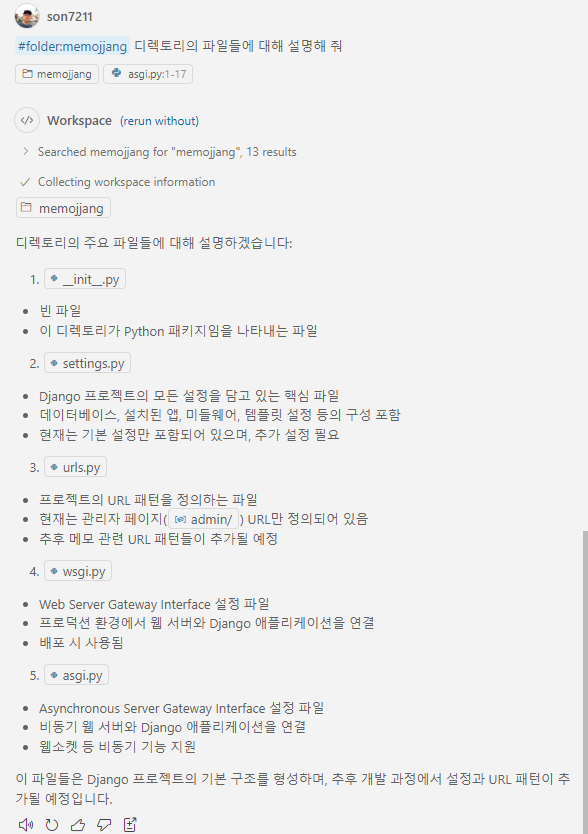 son7211
#folder:memojjang 디렉토리의 파일들에 대해 설명해 줘
memojjang asgi.py:1-17
Workspace (rerun without)
Searched memojjang for "memojjang", 13 results
Collecting workspace information
memojjang
디렉토리의 주요 파일들에 대해 설명하겠습니다:
1. __init__.py
• 빈 파일
• 이 디렉토리가 Python 패키지임을 나타내는 파일
2. settings.py
• Django 프로젝트의 모든 설정을 담고 있는 핵심 파일
• 데이터베이스, 설치된 앱, 미들웨어, 템플릿 설정 등의 구성 포함
• 현재는 기본 설정만 포함되어 있으며, 추가 설정 필요
3. urls.py
• 프로젝트의 URL 패턴을 정의하는 파일
• 현재는 관리자 페이지( admin/ ) URL만 정의되어 있음
• 추후 메모 관련 URL 패턴들이 추가될 예정
4. wsgi.py
• Web Server Gateway Interface 설정 파일
• 프로덕션 환경에서 웹 서버와 Django 애플리케이션을 연결
• 배포 시 사용됨
5. asgi.py
• Asynchronous Server Gateway Interface 설정 파일
• 비동기 웹 서버와 Django 애플리케이션을 연결
• 웹소켓 등 비동기 기능 지원
이 파일들은 Django 프로젝트의 기본 구조를 형성하며, 추후 개발 과정에서 설정과 URL 패턴이 추
가될 예정입니다.